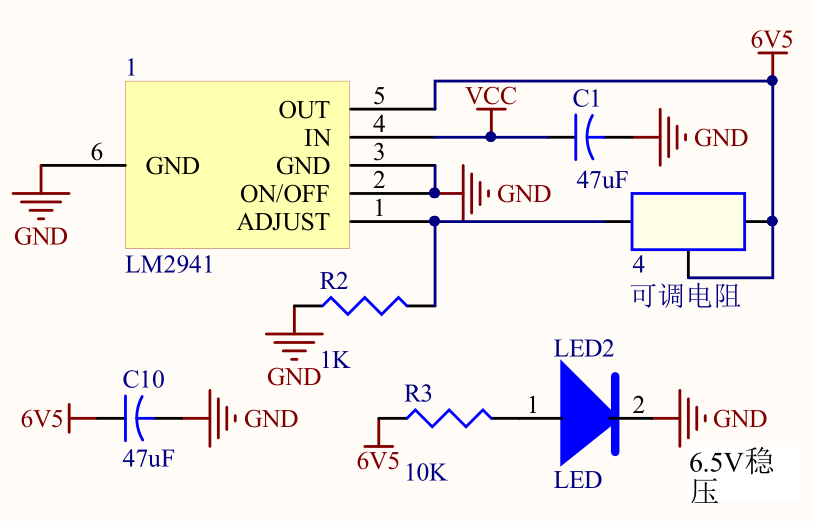 6V5
1
OUT
5
VCC
C1
IN
4
GND
6
GND
GND
3
47uF
ON/OFF
2
GND
ADJUST
1
GND
LM2941
4
可调电阻
R2
1K
GND
LED2
C10
R3
6V5
GND
1
2
GND
47uF
6V5
10K
LED
6.5V稳
压